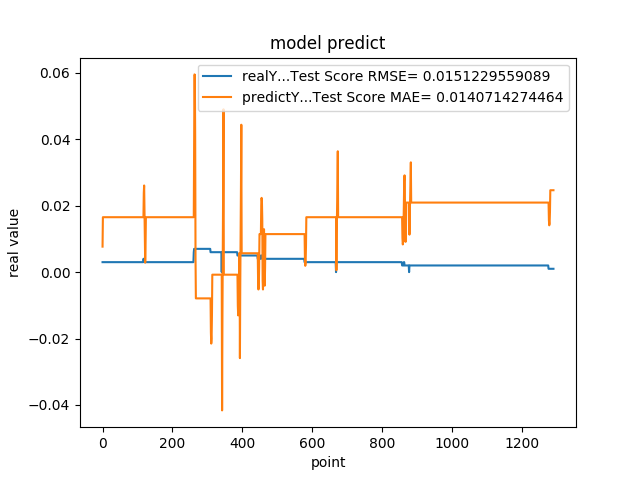 model predict
realY...Test Score RMSE= 0.0151229559089
predictY...Test Score MAE= 0.0140714274464
0.06
0.04
0.02
0.00
−0.02
−0.04
real value
0 200 400 600 800 1000 1200
point